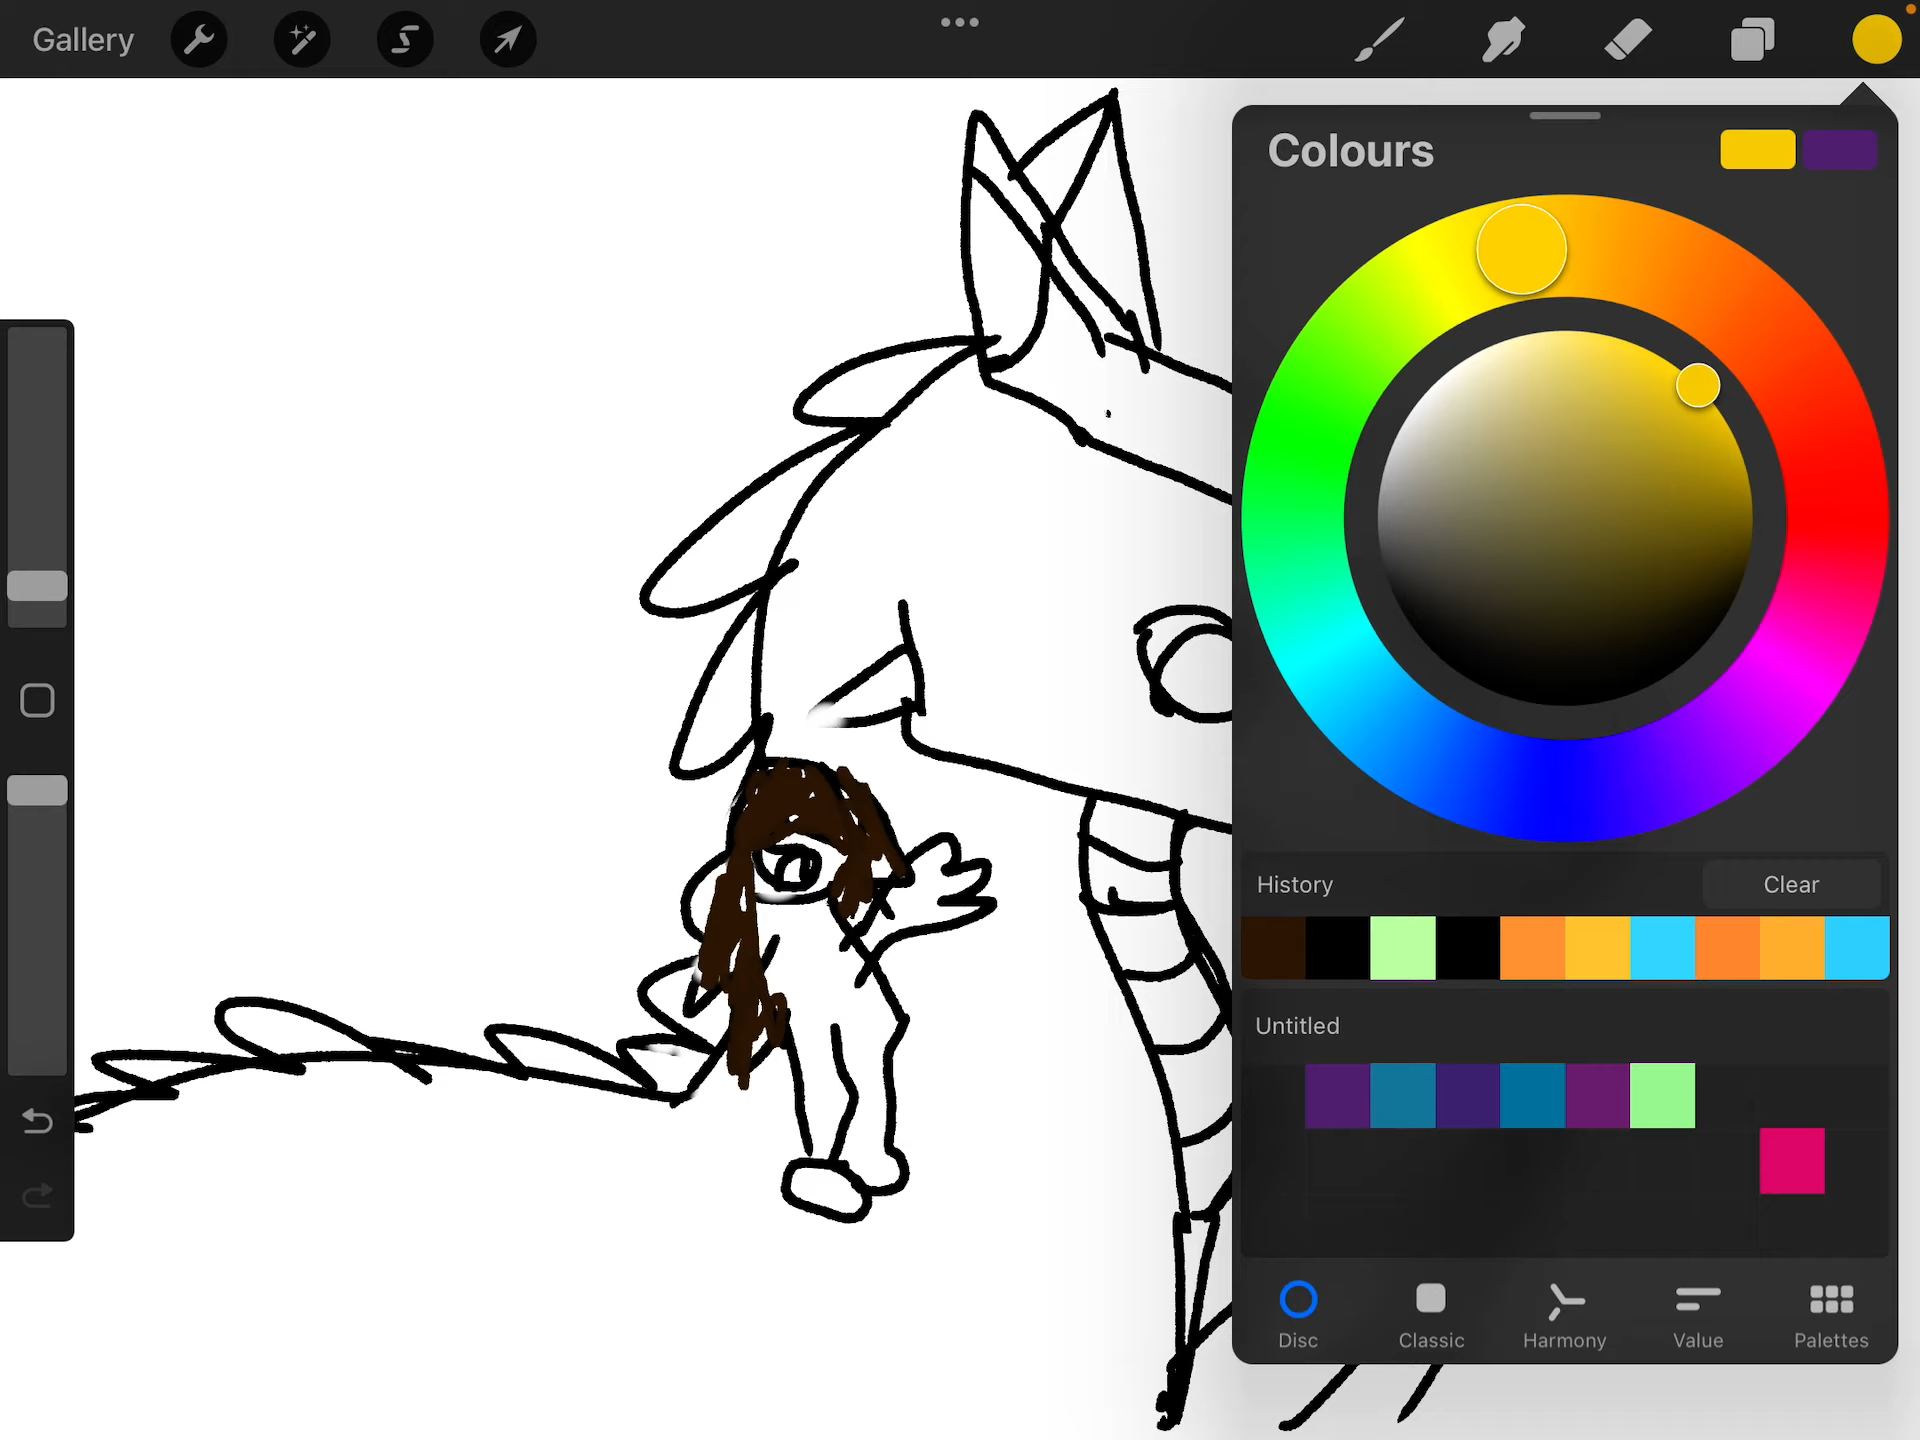 Gallery
Colours
History
Clear
Untitled
Disc
Classic
Harmony
Value
Palettes